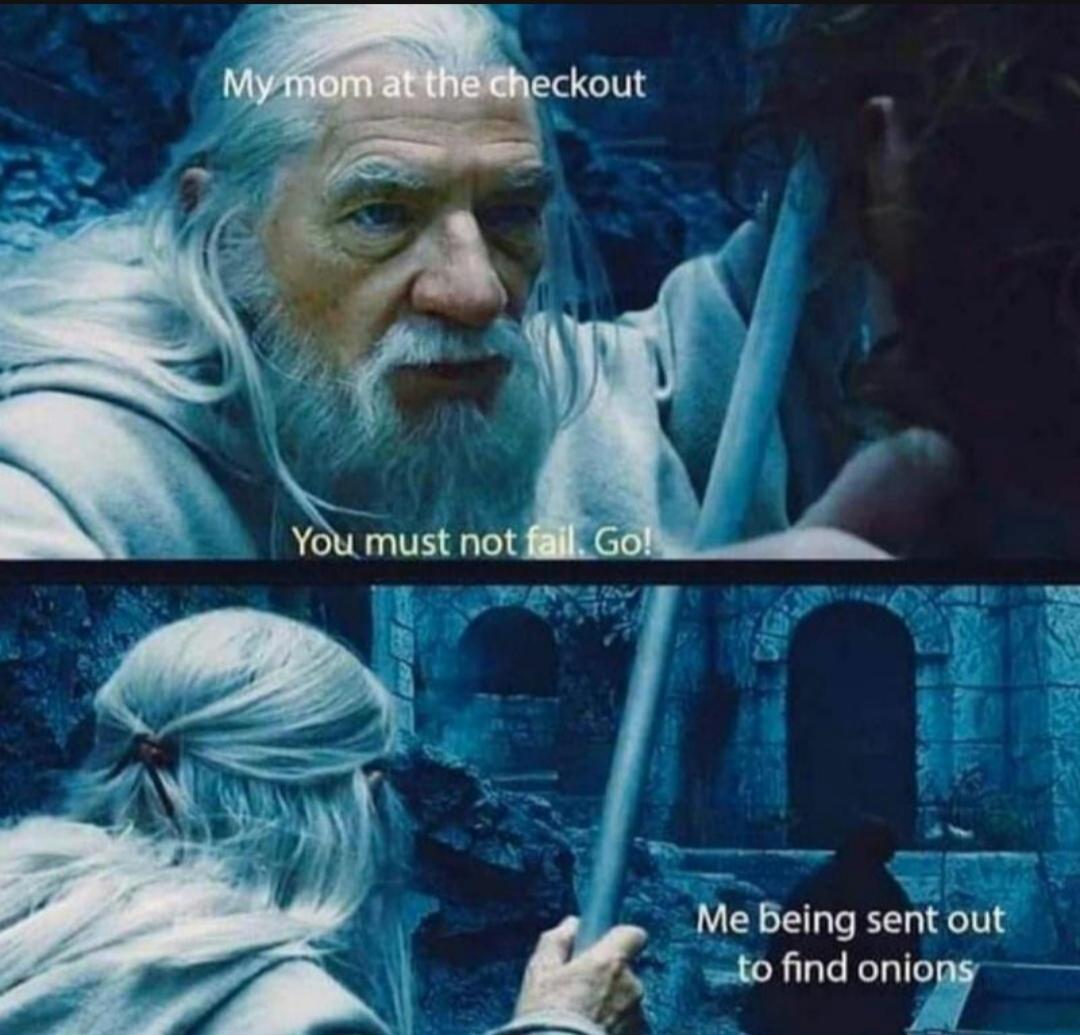 My mom at the checkout
You must not fail. Go!
Me being sent out
to find onions